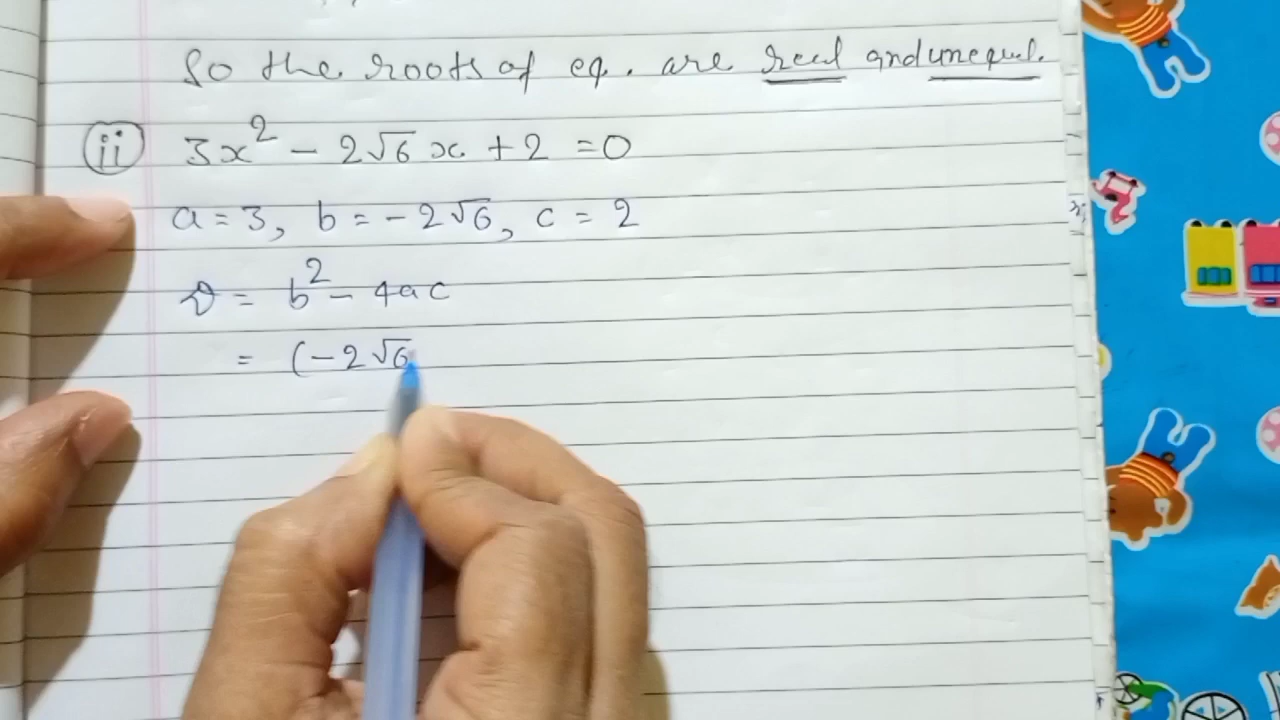 So the roots of eq. are real and unequal.
(ii) 3x² - 2√6 x + 2 = 0
a = 3, b = -2√6, c = 2
D = b² - 4ac
= (-2√6